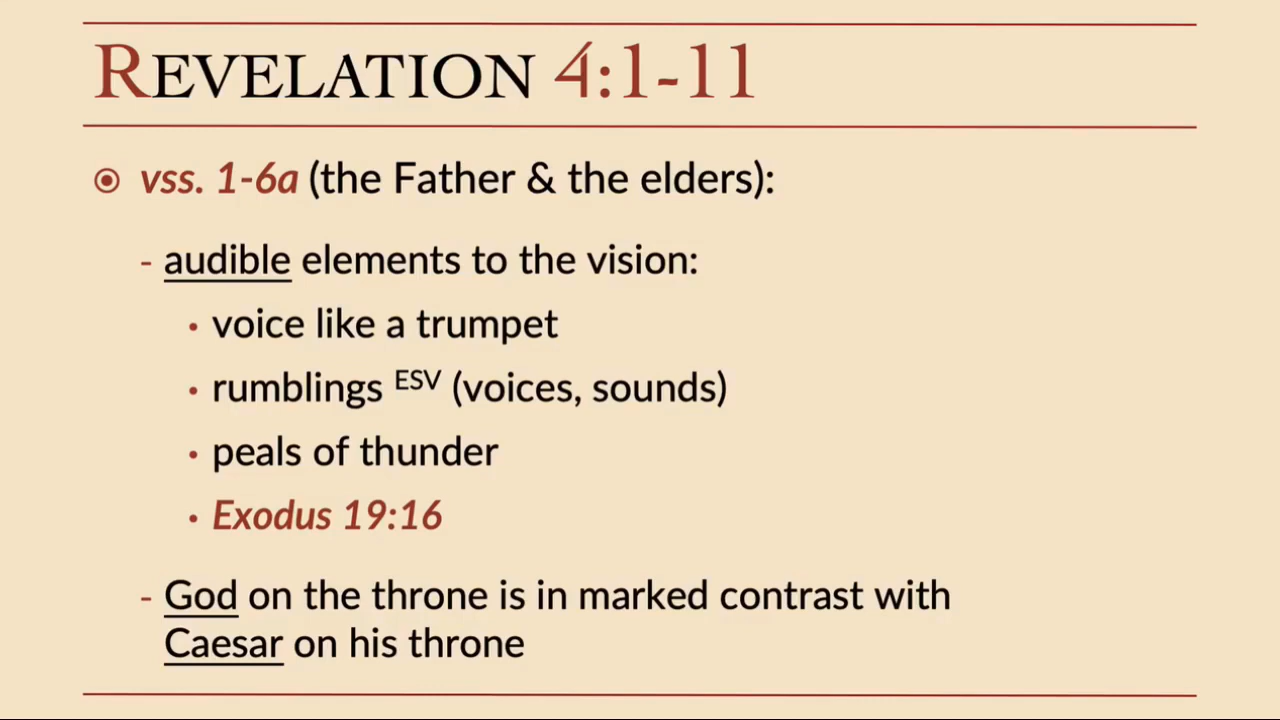 REVELATION 4:1-11
vss. 1-6a (the Father & the elders):
- audible elements to the vision:
• voice like a trumpet
• rumblings ESV (voices, sounds)
• peals of thunder
• Exodus 19:16
- God on the throne is in marked contrast with
Caesar on his throne